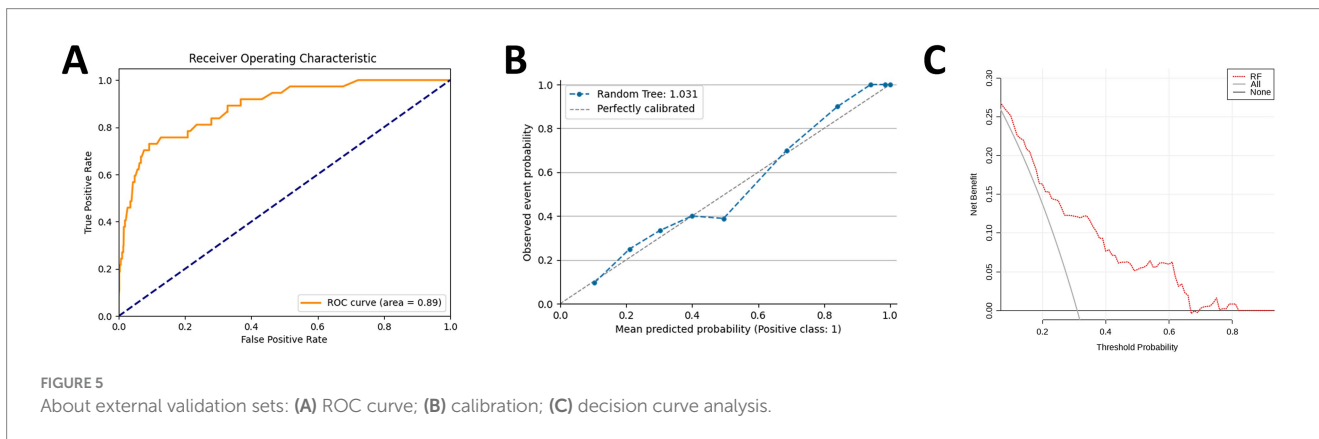 A
Receiver Operating Characteristic
1.0
0.8
0.6
0.4
0.2
0.0
True Positive Rate
0.0
0.2
0.4
0.6
0.8
1.0
False Positive Rate
ROC curve (area = 0.89)
B
Random Tree: 1.031
Perfectly calibrated
1.0
0.8
0.6
0.4
0.2
0.0
Observed event probability
0.0
0.2
0.4
0.6
0.8
1.0
Mean predicted probability (Positive class: 1)
C
RF
All
None
0.30
0.25
0.20
0.15
0.10
0.05
0.00
Net Benefit
0.2
0.4
0.6
0.8
Threshold Probability
FIGURE 5
About external validation sets: (A) ROC curve; (B) calibration; (C) decision curve analysis.